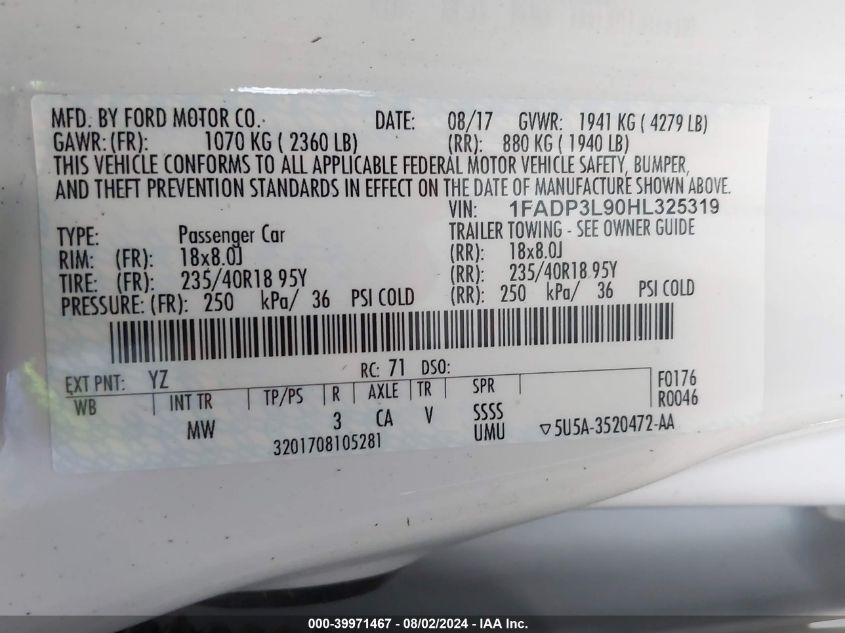 MFD. BY FORD MOTOR CO. DATE: 08/17 GVWR: 1941 KG ( 4279 LB)
GAWR: (FR): 1070 KG ( 2360 LB) (RR): 880 KG ( 1940 LB)
THIS VEHICLE CONFORMS TO ALL APPLICABLE FEDERAL MOTOR VEHICLE SAFETY, BUMPER,
AND THEFT PREVENTION STANDARDS IN EFFECT ON THE DATE OF MANUFACTURE SHOWN ABOVE.
VIN: 1FADP3L90HL325319
TYPE: Passenger Car TRAILER TOWING - SEE OWNER GUIDE
RIM: (FR): 18x8.0J (RR): 18x8.0J
TIRE: (FR): 235/40R18 95Y (RR): 235/40R18 95Y
PRESSURE: (FR): 250 kPa/ 36 PSI COLD (RR): 250 kPa/ 36 PSI COLD
EXT PNT: YZ RC: 71 DSO:
WB INT TR TP/PS R AXLE TR SPR F0176
R0046
MW 3 CA V SSSS
UMU ▽5U5A-3520472-AA
3201708105281
000-39971467 - 08/02/2024 - IAA Inc.